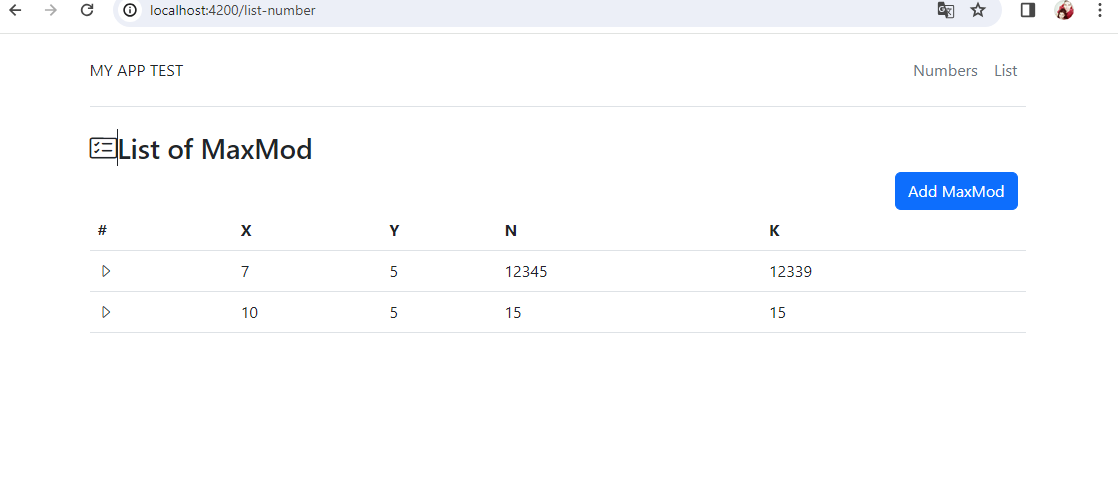 localhost:4200/list-number
MY APP TEST Numbers List
List of MaxMod
Add MaxMod
# X Y N K
7 5 12345 12339
10 5 15 15